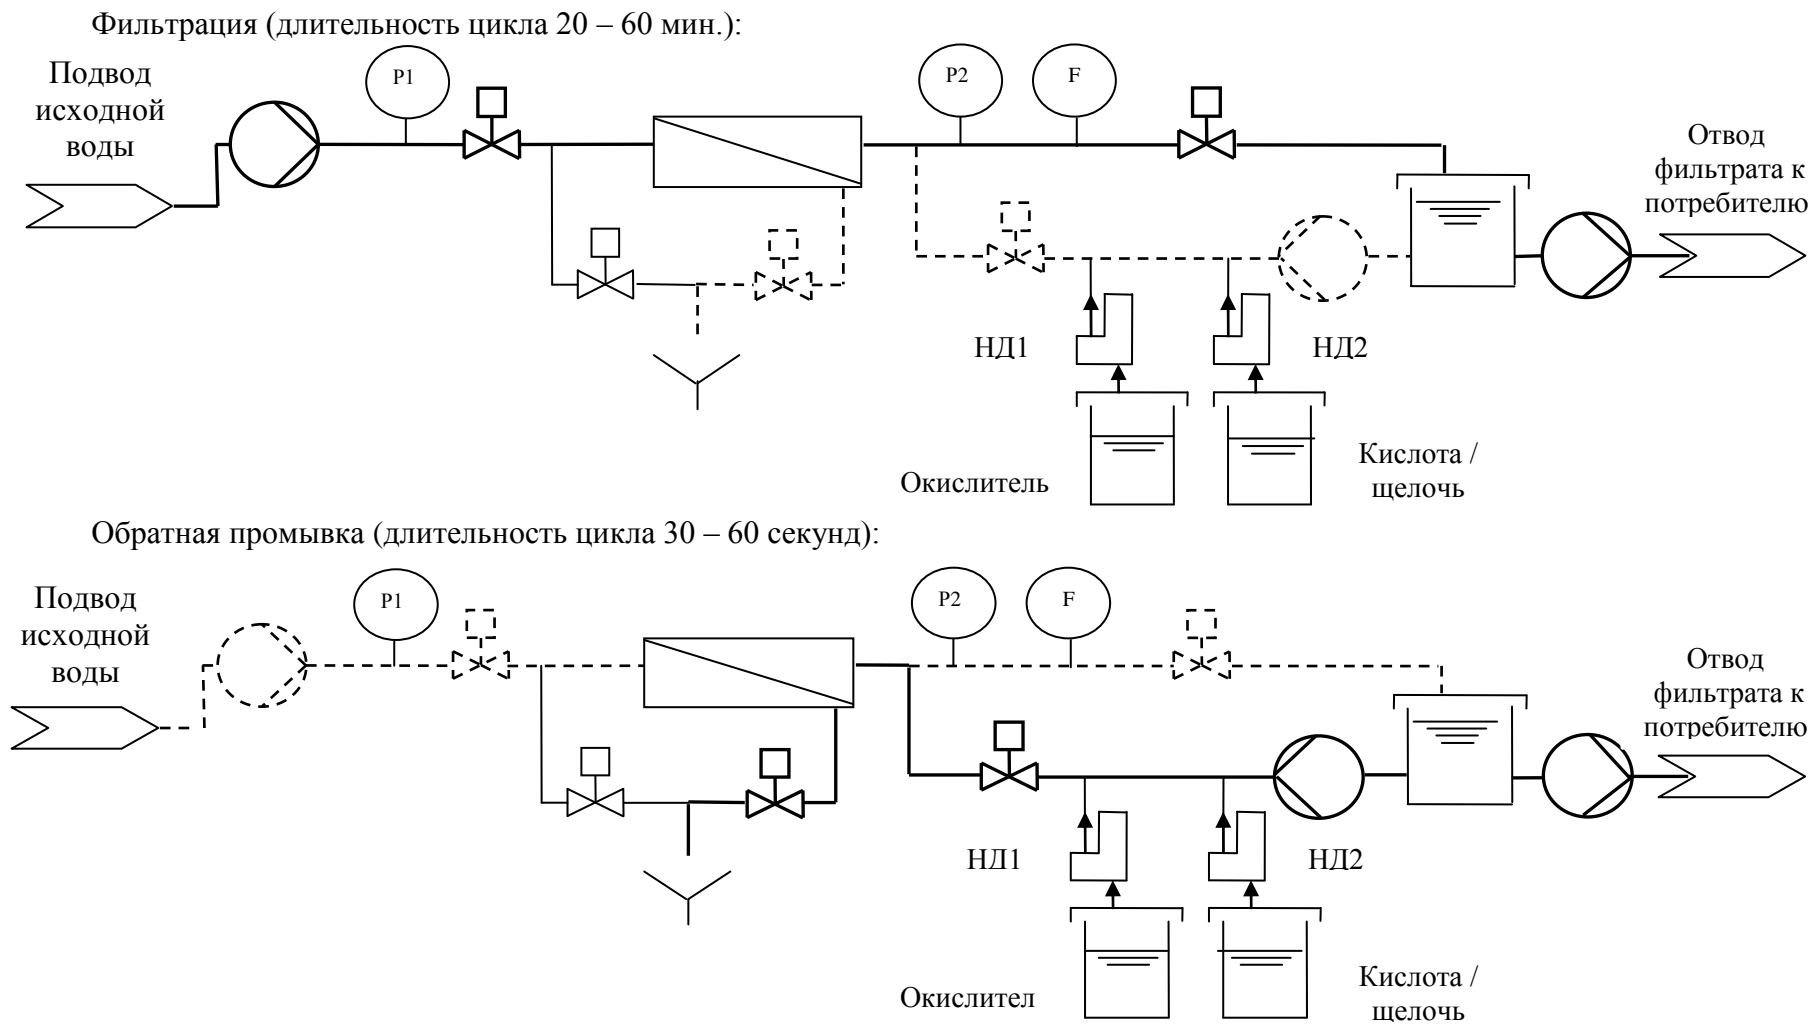 Фильтрация (длительность цикла 20 – 60 мин.):
Подвод
исходной
воды
P1
P2
F
Отвод
фильтрата к
потребителю
НД1
НД2
Окислитель
Кислота /
щелочь
Обратная промывка (длительность цикла 30 – 60 секунд):
Подвод
исходной
воды
P1
P2
F
Отвод
фильтрата к
потребителю
НД1
НД2
Окислител
Кислота /
щелочь